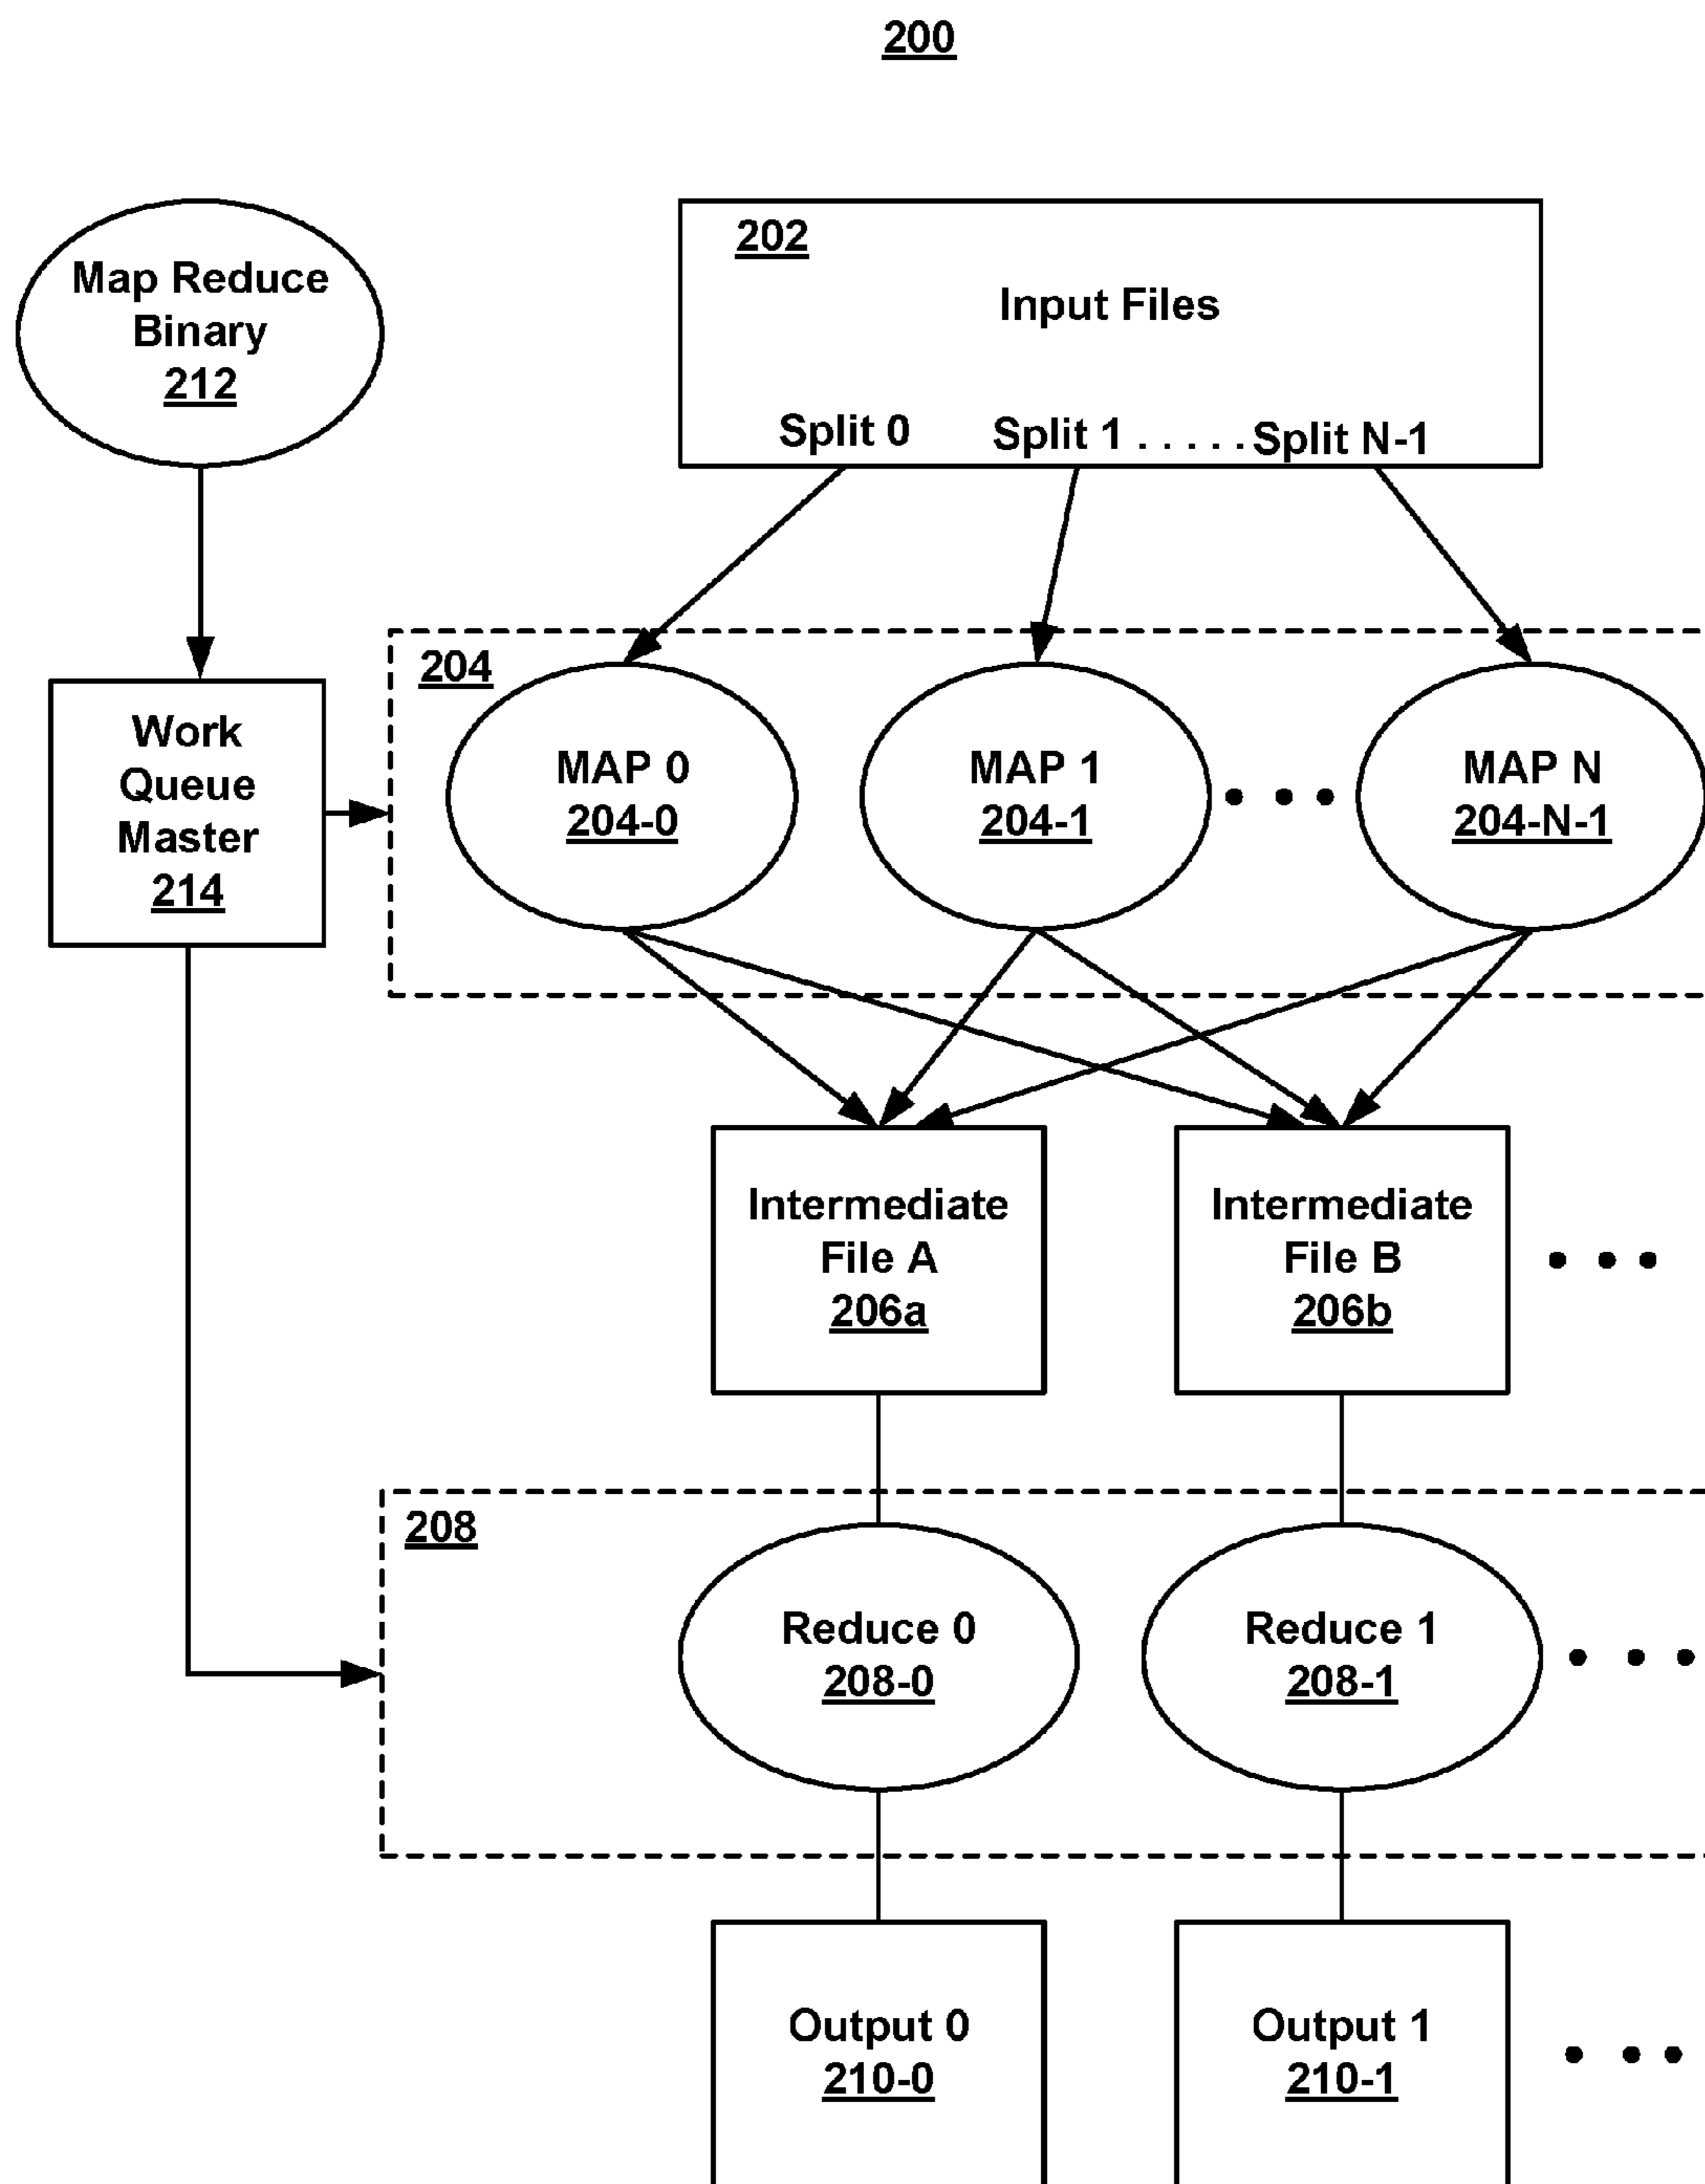 200
202
Input Files
Split 0 Split 1 . . . . . Split N-1
Map Reduce
Binary
212
Work
Queue
Master
214
204
MAP 0
204-0
MAP 1
204-1
MAP N
204-N-1
Intermediate
File A
206a
Intermediate
File B
206b
208
Reduce 0
208-0
Reduce 1
208-1
Output 0
210-0
Output 1
210-1